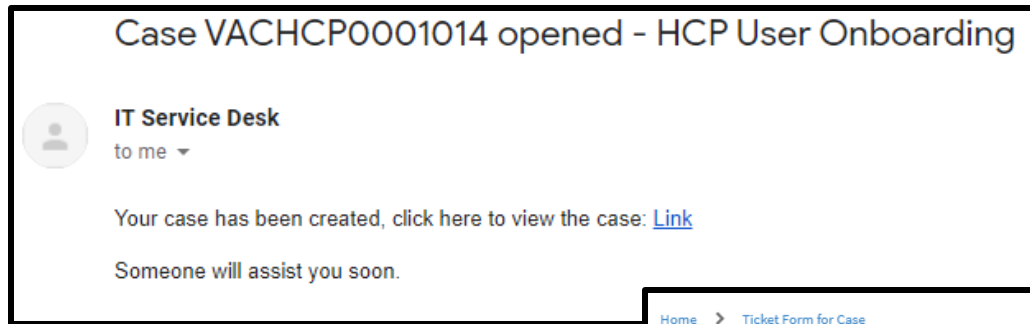 Case VACHCP0001014 opened - HCP User Onboarding
IT Service Desk
to me
Your case has been created, click here to view the case: Link
Someone will assist you soon.
Home > Ticket Form for Case